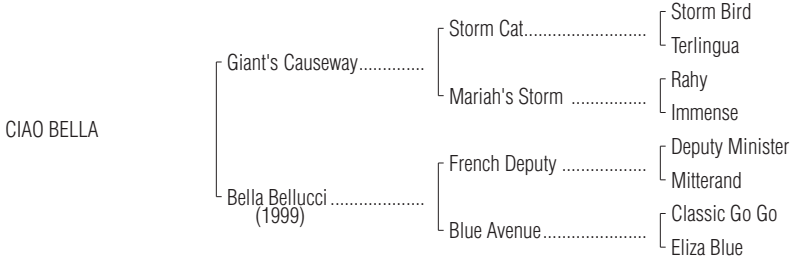 Storm Bird
Storm Cat........................
Terlingua
Giant's Causeway..............
Rahy
Mariah's Storm ................
Immense
CIAO BELLA
Deputy Minister
French Deputy ..................
Mitterand
Bella Bellucci ....................
(1999)
Classic Go Go
Blue Avenue......................
Eliza Blue